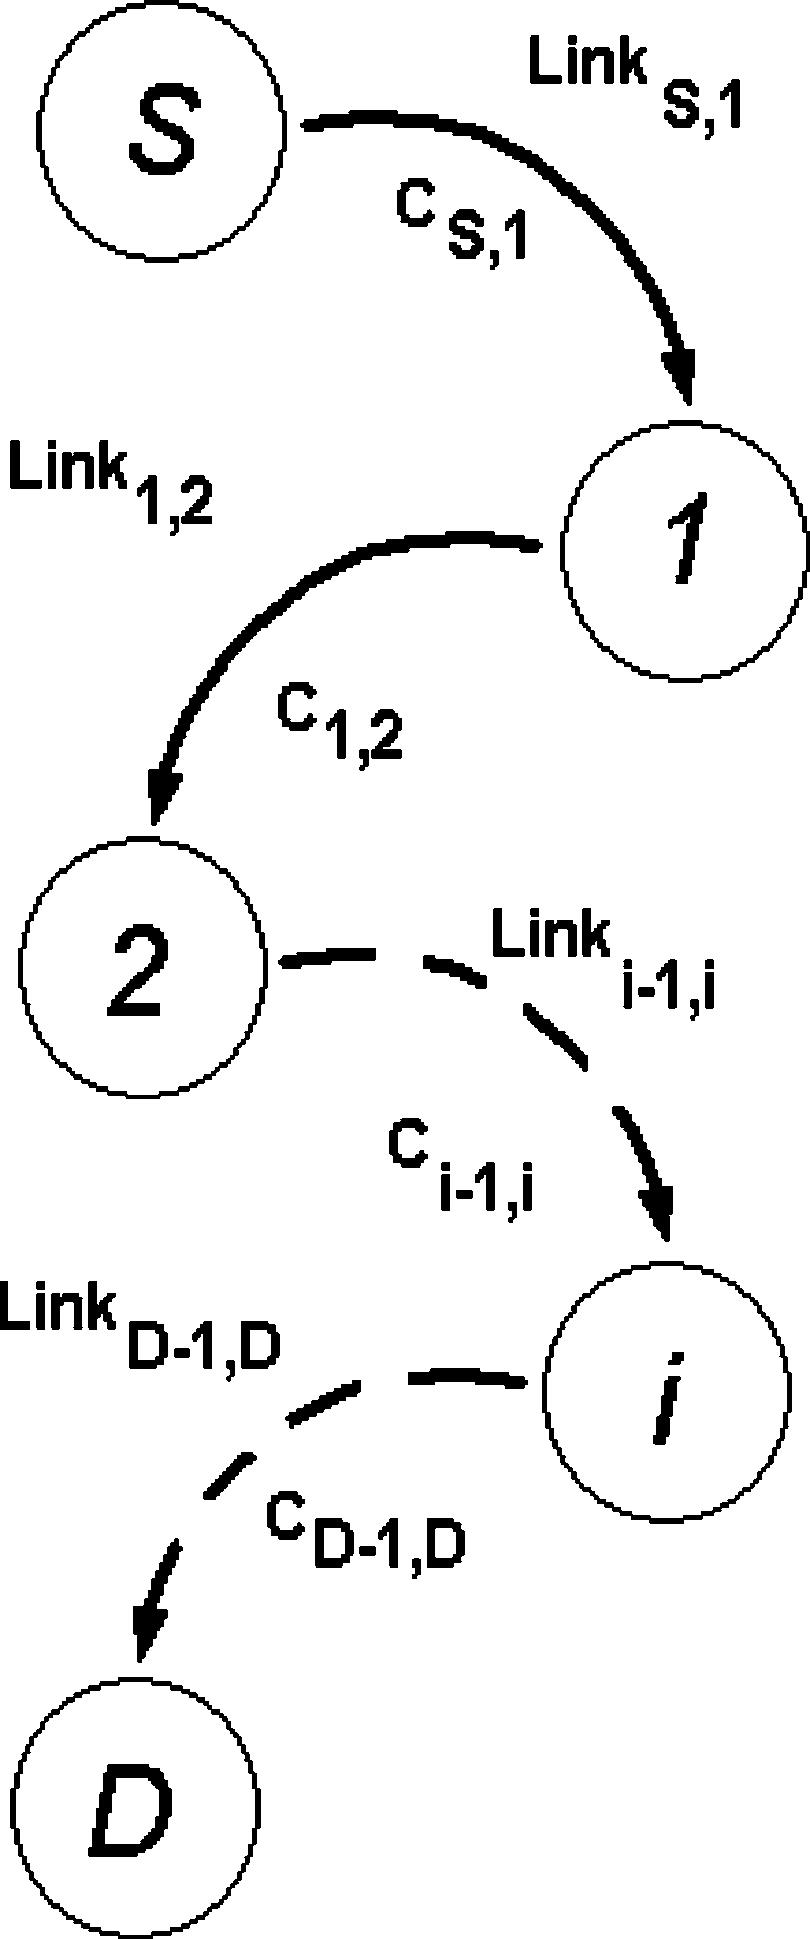 S
Link S,1
C S,1
Link 1,2
1
C 1,2
2
Link i-1,i
C i-1,i
Link D-1,D
i
C D-1,D
D